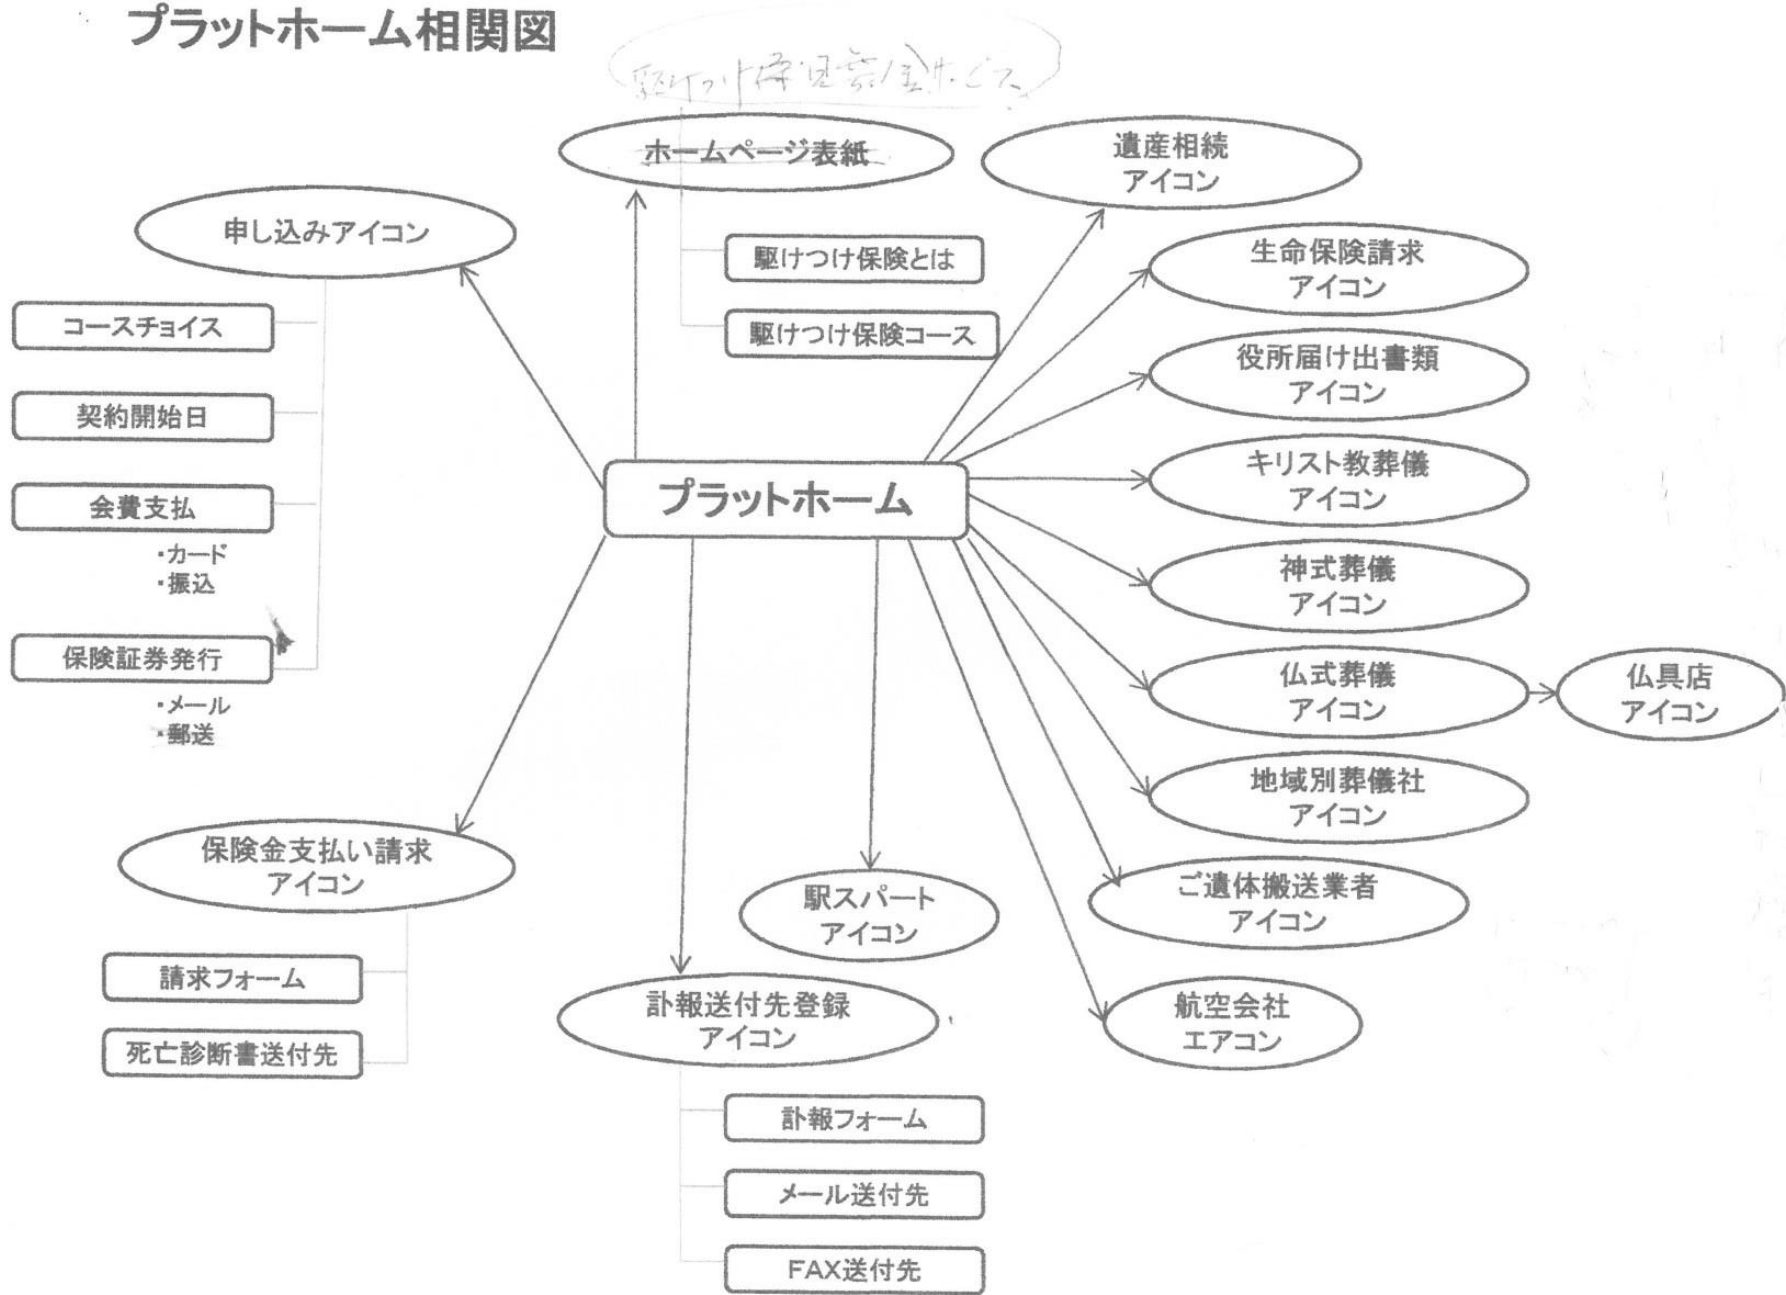 プラットホーム相関図
ホームページ表紙
駆けつけ保険とは
駆けつけ保険コース
申し込みアイコン
コースチョイス
契約開始日
会費支払
・カード
・振込
保険証券発行
・メール
・郵送
プラットホーム
遺産相続
アイコン
生命保険請求
アイコン
役所届け出書類
アイコン
キリスト教葬儀
アイコン
神式葬儀
アイコン
仏式葬儀
アイコン
仏具店
アイコン
地域別葬儀社
アイコン
ご遺体搬送業者
アイコン
航空会社
エアコン
駅スパート
アイコン
訃報送付先登録
アイコン
訃報フォーム
メール送付先
FAX送付先
保険金支払い請求
アイコン
請求フォーム
死亡診断書送付先